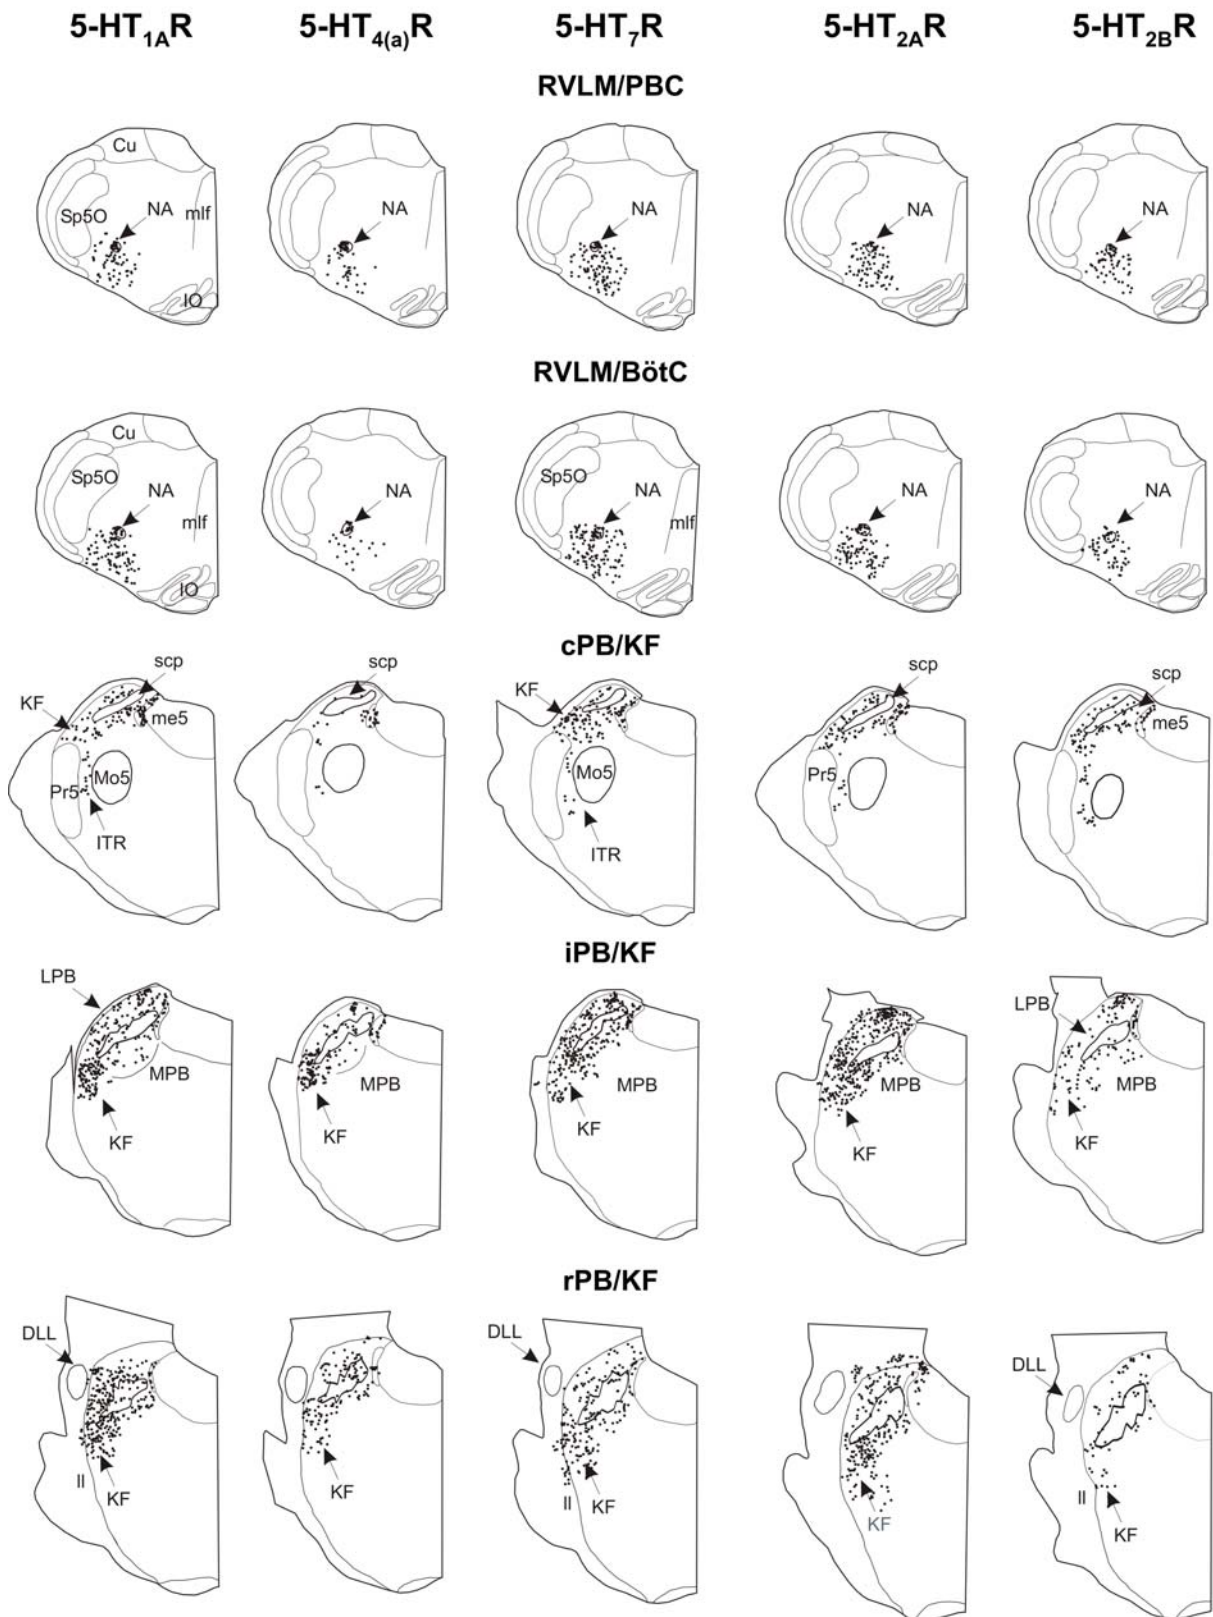 5-HT1AR 5-HT4(a)R 5-HT7R 5-HT2AR 5-HT2BR
RVLM/PBC
Cu
NA NA NA NA NA
Sp5O mlf
IO
RVLM/BötC
Cu
Sp5O Sp5O
NA NA NA NA NA
mlf mlf
IO
cPB/KF
scp scp scp scp
KF KF
me5 me5
Pr5 Mo5 Mo5 Pr5
ITR ITR
iPB/KF
LPB LPB
MPB MPB MPB MPB
KF KF KF KF KF
rPB/KF
DLL DLL DLL
ll KF KF ll KF KF ll KF